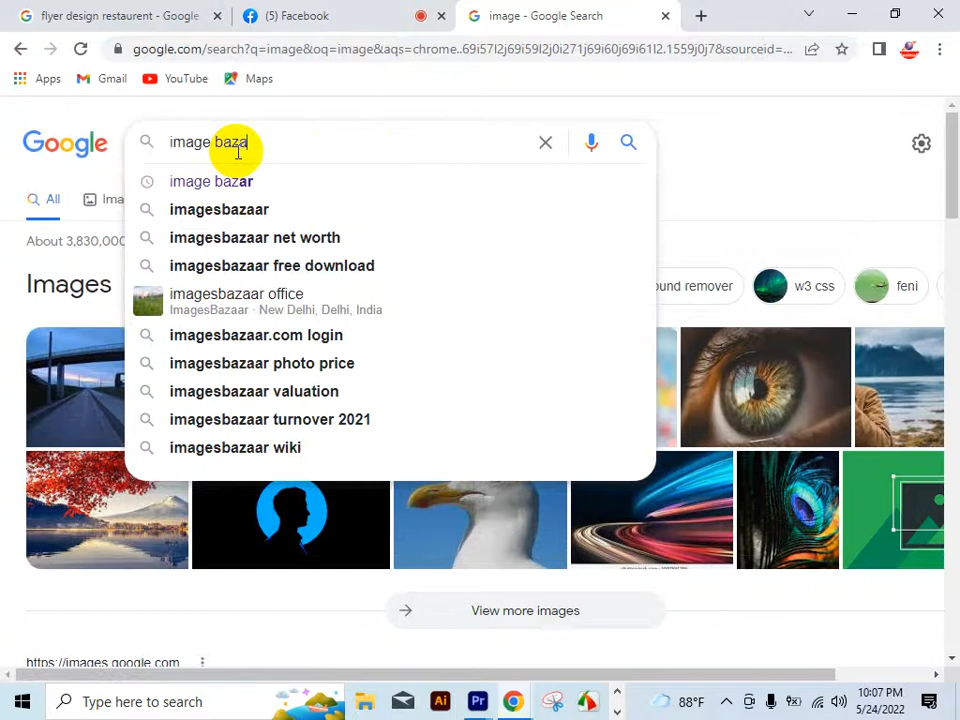 flyer design restaurent - Google
(5) Facebook
image - Google Search
google.com/search?q=image&oq=image&aqs=chrome..69i57j69i59l2j0i271j69i60j69i61l2.1559j0j7&sourceid=...
Apps
Gmail
YouTube
Maps
Google
image baza
image bazar
imagesbazaar
imagesbazaar net worth
imagesbazaar free download
imagesbazaar office
ImagesBazaar · New Delhi, Delhi, India
imagesbazaar.com login
imagesbazaar photo price
imagesbazaar valuation
imagesbazaar turnover 2021
imagesbazaar wiki
All
Ima
About 3,830,000
Images
ound remover
w3 css
feni
View more images
https://images.google.com
Type here to search
Ai
Pr
88°F
10:07 PM
5/24/2022